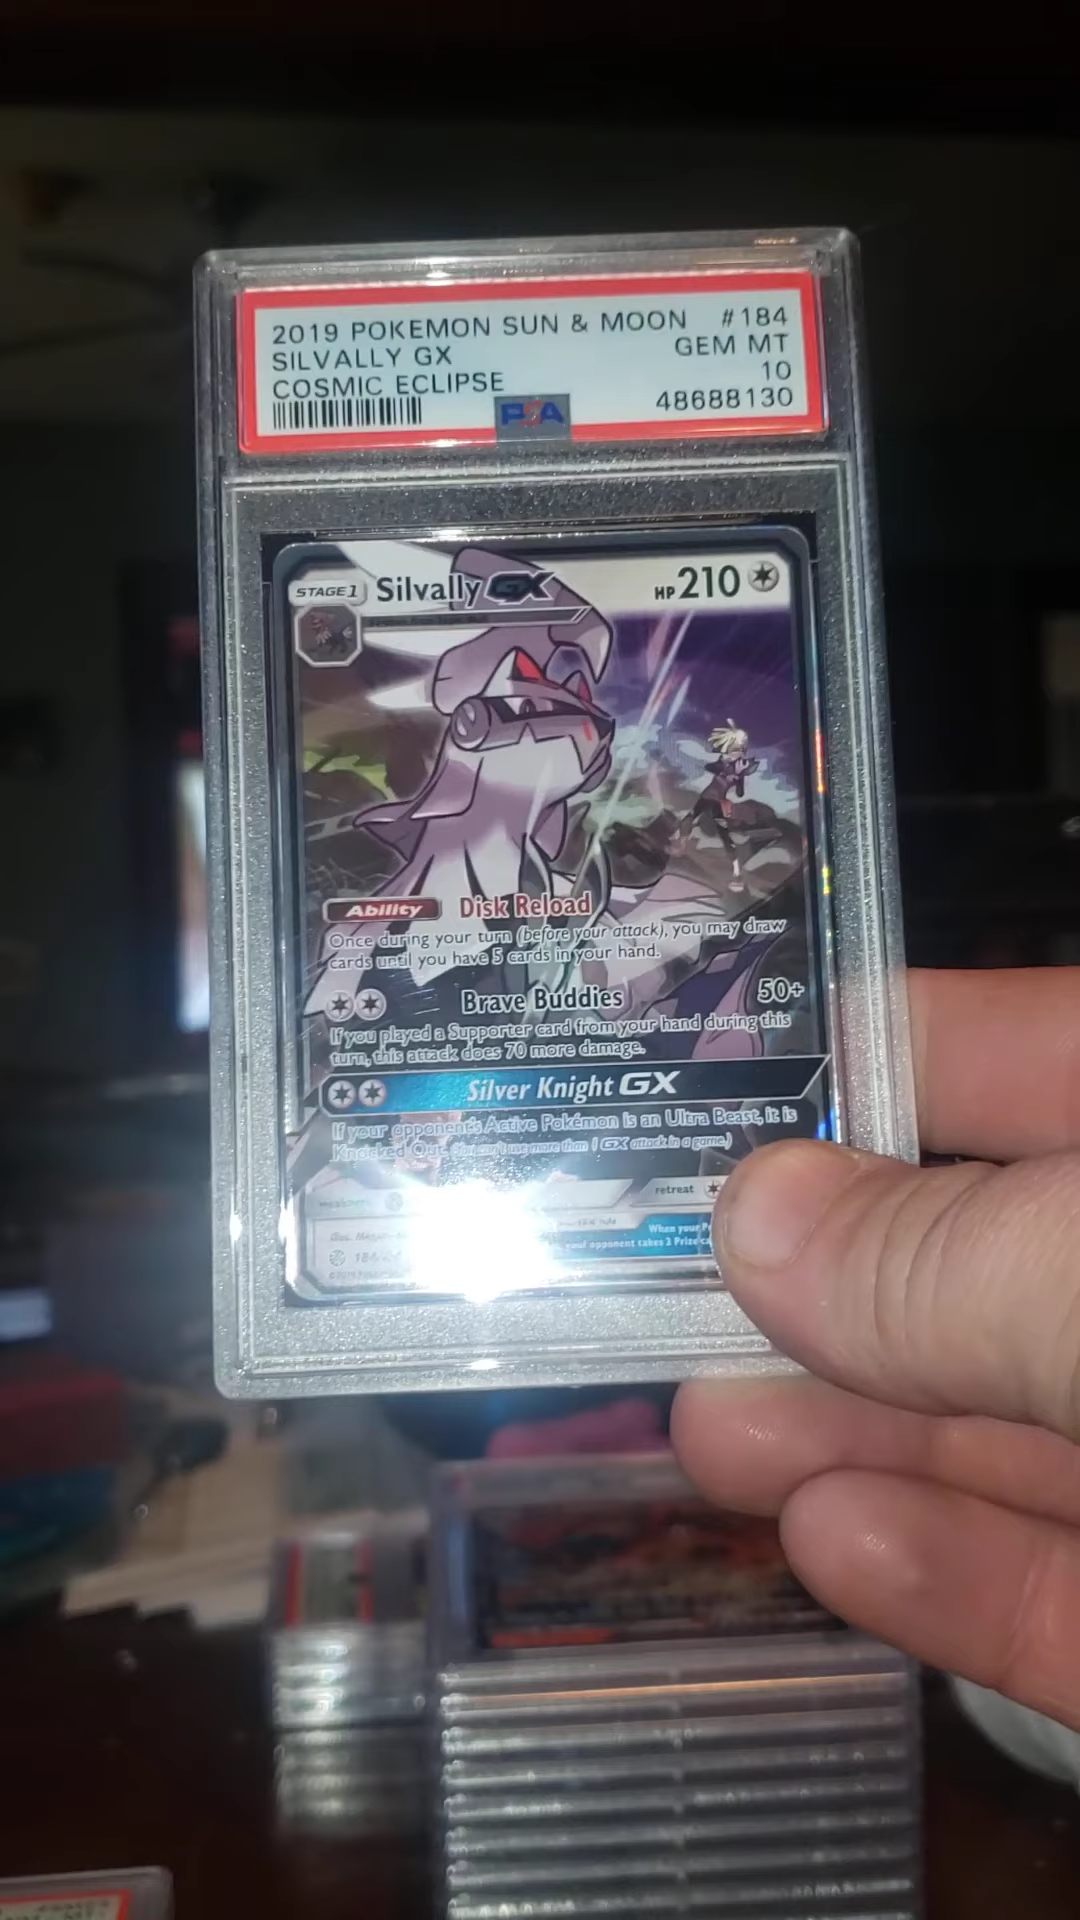 2019 POKEMON SUN & MOON #184
SILVALLY GX GEM MT
COSMIC ECLIPSE 10
PSA 48688130
STAGE 1 Silvally GX HP 210
Ability Disk Reload
Once during your turn (before your attack), you may draw
cards until you have 5 cards in your hand.
Brave Buddies 50+
If you played a Supporter card from your hand during this
turn, this attack does 70 more damage.
Silver Knight GX
If your opponent's Active Pokémon is an Ultra Beast, it is
Knocked Out. (You can't use more than 1 GX attack in a game.)
weakness retreat
rule
When your
your opponent takes 2 Prize